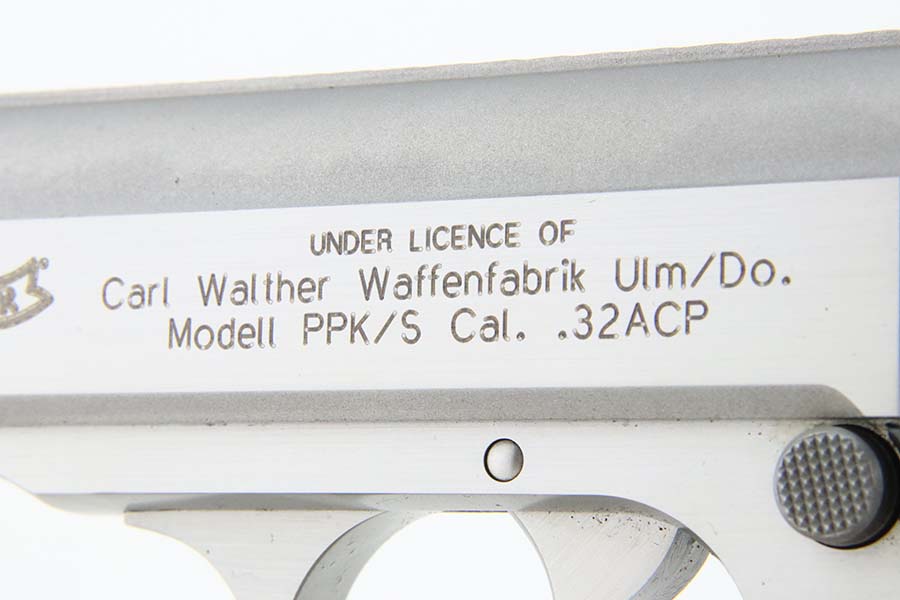 UNDER LICENCE OF
Carl Walther Waffenfabrik Ulm/Do.
Modell PPK/S Cal. .32ACP